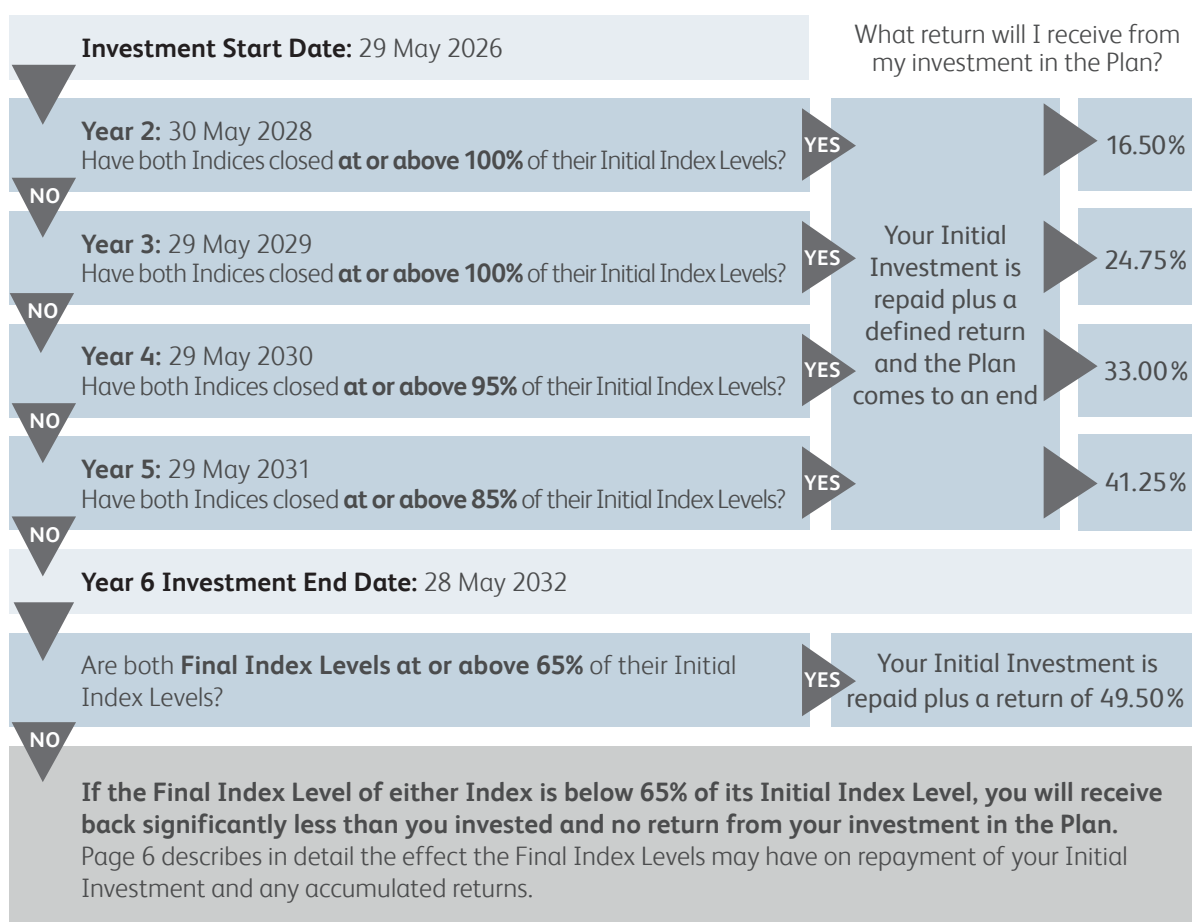 Investment Start Date: 29 May 2026
What return will I receive from
my investment in the Plan?
Year 2: 30 May 2028
Have both Indices closed at or above 100% of their Initial Index Levels?
YES
16.50%
NO
Year 3: 29 May 2029
Have both Indices closed at or above 100% of their Initial Index Levels?
YES
24.75%
NO
Year 4: 29 May 2030
Have both Indices closed at or above 95% of their Initial Index Levels?
YES
33.00%
NO
Year 5: 29 May 2031
Have both Indices closed at or above 85% of their Initial Index Levels?
YES
41.25%
Your Initial
Investment is
repaid plus a
defined return
and the Plan
comes to an end
NO
Year 6 Investment End Date: 28 May 2032
Are both Final Index Levels at or above 65% of their Initial
Index Levels?
YES
Your Initial Investment is
repaid plus a return of 49.50%
NO
If the Final Index Level of either Index is below 65% of its Initial Index Level, you will receive
back significantly less than you invested and no return from your investment in the Plan.
Page 6 describes in detail the effect the Final Index Levels may have on repayment of your Initial
Investment and any accumulated returns.